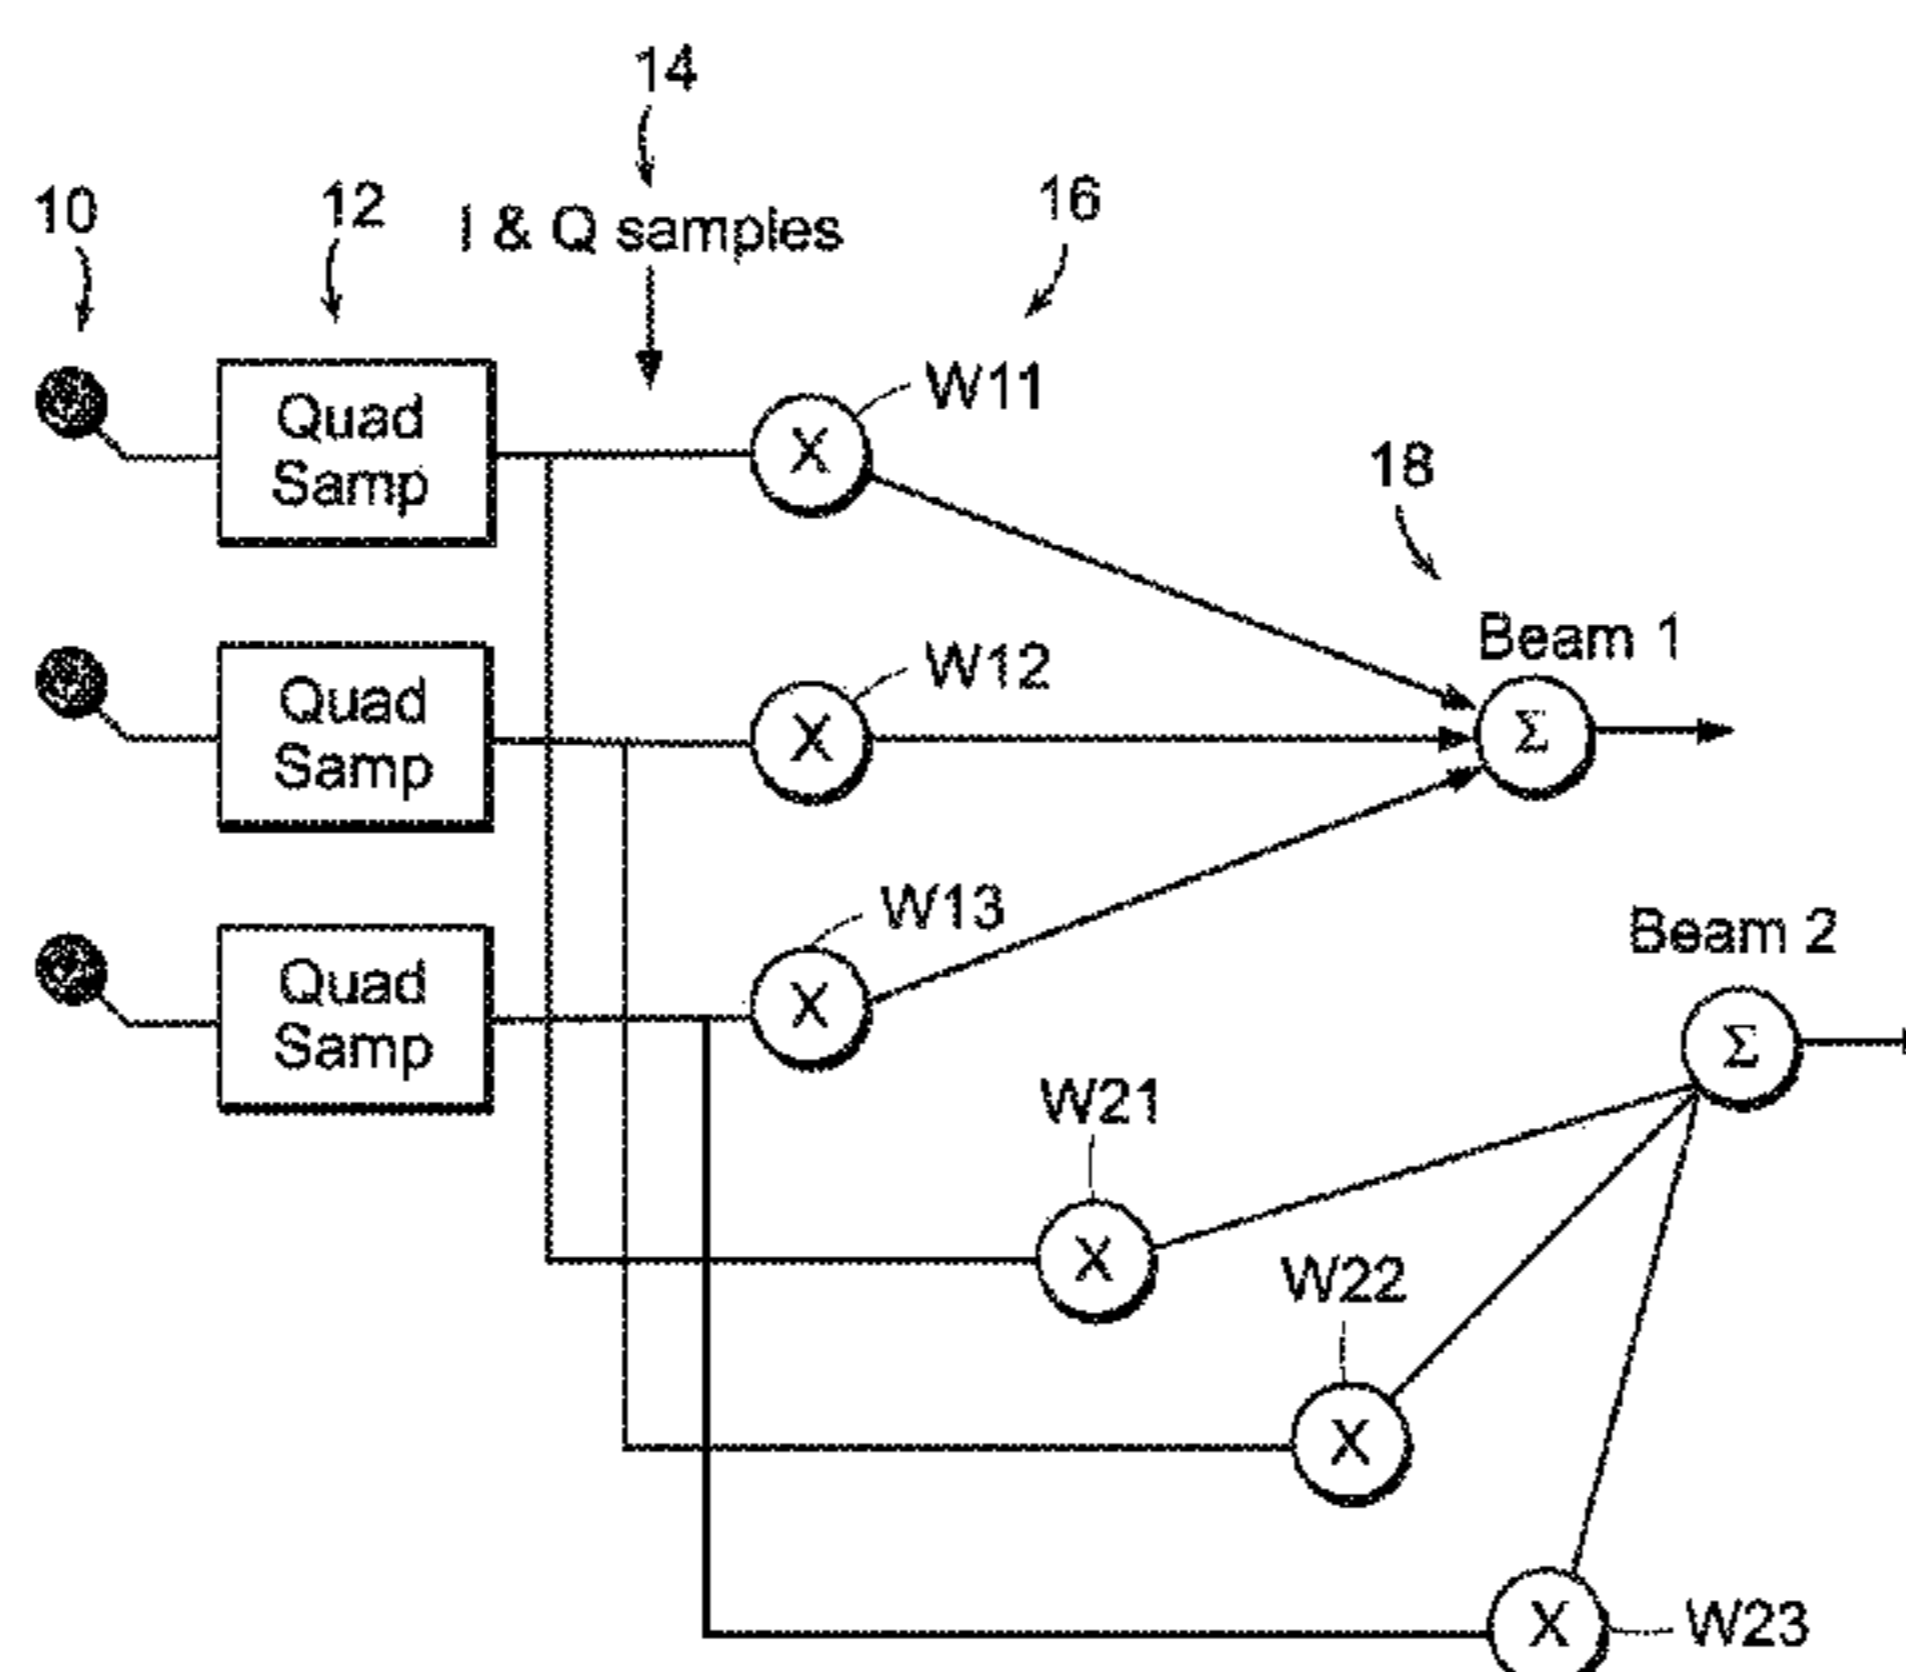 14
10
12
I & Q samples
16
W11
Quad
Samp
X
18
Beam 1
W12
Quad
Samp
X
Σ
W13
Beam 2
Quad
Samp
X
Σ
W21
X
W22
X
X
W23